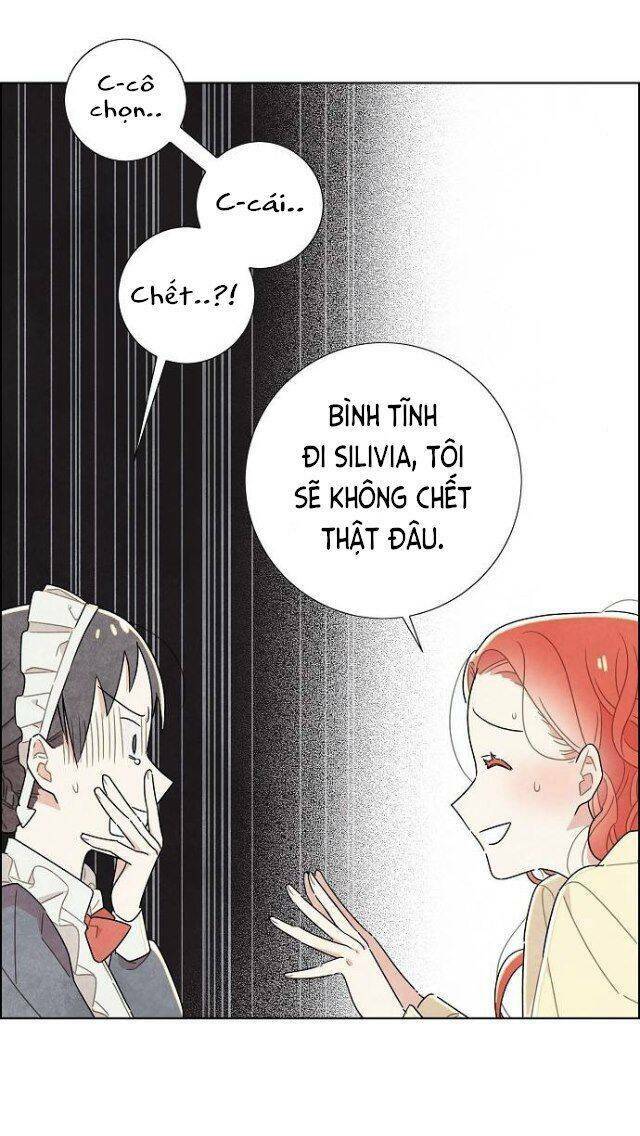 C-cô
chọn..
C-cái..
Chết..?!
BÌNH TĨNH
ĐI SILIVIA, TÔI
SẼ KHÔNG CHẾT
THẬT ĐÂU.